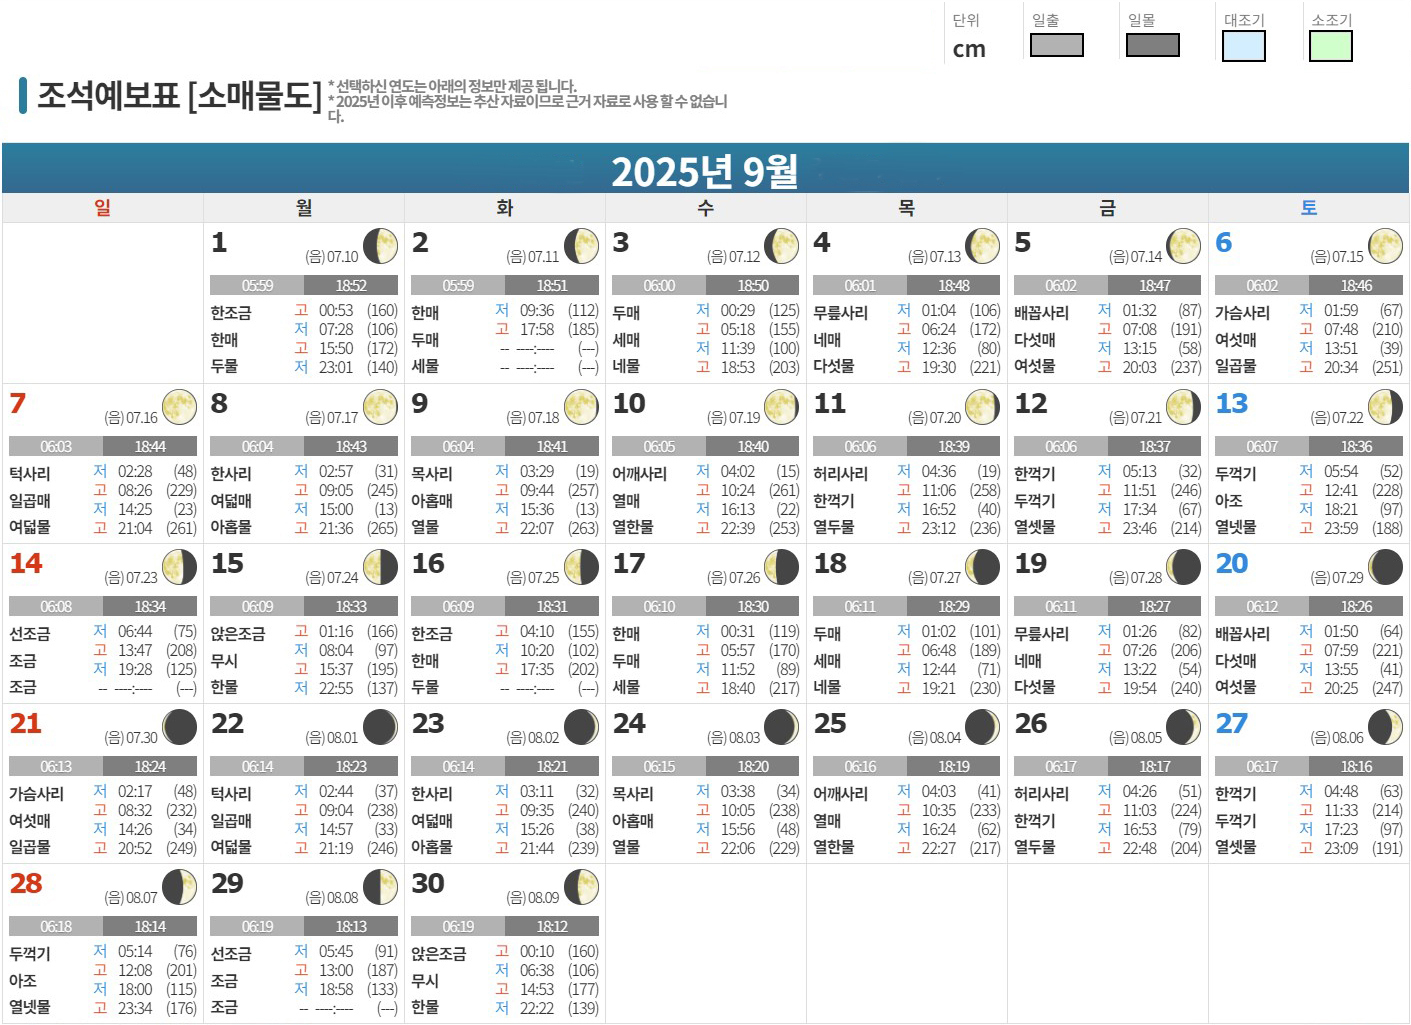 단위 일출 일몰 대조기 소조기
cm
조석예보표 [소매물도]
* 선택하신 연도는 아래의 정보만 제공 됩니다.
* 2025년 이후 예측정보는 추산 자료이므로 근거 자료로 사용 할 수 없습니
다.
2025년 9월
일 월 화 수 목 금 토
1 (음) 07.10
05:59 18:52
한조금 고 00:53 (160)
저 07:28 (106)
한매 고 15:50 (172)
두물 저 23:01 (140)
2 (음) 07.11
05:59 18:51
한매 저 09:36 (112)
고 17:58 (185)
두매 -- ----:---- (---)
세물 -- ----:---- (---)
3 (음) 07.12
06:00 18:50
두매 저 00:29 (125)
고 05:18 (155)
세매 저 11:39 (100)
네물 고 18:53 (203)
4 (음) 07.13
06:01 18:48
무릎사리 저 01:04 (106)
고 06:24 (172)
네매 저 12:36 (80)
다섯물 고 19:30 (221)
5 (음) 07.14
06:02 18:47
배꼽사리 저 01:32 (87)
고 07:08 (191)
다섯매 저 13:15 (58)
여섯물 고 20:03 (237)
6 (음) 07.15
06:02 18:46
가슴사리 저 01:59 (67)
고 07:48 (210)
여섯매 저 13:51 (39)
일곱물 고 20:34 (251)
7 (음) 07.16
06:03 18:44
턱사리 저 02:28 (48)
고 08:26 (229)
일곱매 저 14:25 (23)
여덟물 고 21:04 (261)
8 (음) 07.17
06:04 18:43
한사리 저 02:57 (31)
고 09:05 (245)
여덟매 저 15:00 (13)
아홉물 고 21:36 (265)
9 (음) 07.18
06:04 18:41
목사리 저 03:29 (19)
고 09:44 (257)
아홉매 저 15:36 (13)
열물 고 22:07 (263)
10 (음) 07.19
06:05 18:40
어깨사리 저 04:02 (15)
고 10:24 (261)
열매 저 16:13 (22)
열한물 고 22:39 (253)
11 (음) 07.20
06:06 18:39
허리사리 저 04:36 (19)
고 11:06 (258)
한꺽기 저 16:52 (40)
열두물 고 23:12 (236)
12 (음) 07.21
06:06 18:37
한꺽기 저 05:13 (32)
고 11:51 (246)
두꺽기 저 17:34 (67)
열셋물 고 23:46 (214)
13 (음) 07.22
06:07 18:36
두꺽기 저 05:54 (52)
고 12:41 (228)
아조 저 18:21 (97)
열넷물 고 23:59 (188)
14 (음) 07.23
06:08 18:34
선조금 저 06:44 (75)
고 13:47 (208)
조금 저 19:28 (125)
조금 -- ----:---- (---)
15 (음) 07.24
06:09 18:33
앉은조금 고 01:16 (166)
저 08:04 (97)
무시 고 15:37 (195)
한물 저 22:55 (137)
16 (음) 07.25
06:09 18:31
한조금 고 04:10 (155)
저 10:20 (102)
한매 고 17:35 (202)
두물 -- ----:---- (---)
17 (음) 07.26
06:10 18:30
한매 저 00:31 (119)
고 05:57 (170)
두매 저 11:52 (89)
세물 고 18:40 (217)
18 (음) 07.27
06:11 18:29
두매 저 01:02 (101)
고 06:48 (189)
세매 저 12:44 (71)
네물 고 19:21 (230)
19 (음) 07.28
06:11 18:27
무릎사리 저 01:26 (82)
고 07:26 (206)
네매 저 13:22 (54)
다섯물 고 19:54 (240)
20 (음) 07.29
06:12 18:26
배꼽사리 저 01:50 (64)
고 07:59 (221)
다섯매 저 13:55 (41)
여섯물 고 20:25 (247)
21 (음) 07.30
06:13 18:24
가슴사리 저 02:17 (48)
고 08:32 (232)
여섯매 저 14:26 (34)
일곱물 고 20:52 (249)
22 (음) 08.01
06:14 18:23
턱사리 저 02:44 (37)
고 09:04 (238)
일곱매 저 14:57 (33)
여덟물 고 21:19 (246)
23 (음) 08.02
06:14 18:21
한사리 저 03:11 (32)
고 09:35 (240)
여덟매 저 15:26 (38)
아홉물 고 21:44 (239)
24 (음) 08.03
06:15 18:20
목사리 저 03:38 (34)
고 10:05 (238)
아홉매 저 15:56 (48)
열물 고 22:06 (229)
25 (음) 08.04
06:16 18:19
어깨사리 저 04:03 (41)
고 10:35 (233)
열매 저 16:24 (62)
열한물 고 22:27 (217)
26 (음) 08.05
06:17 18:17
허리사리 저 04:26 (51)
고 11:03 (224)
한꺽기 저 16:53 (79)
열두물 고 22:48 (204)
27 (음) 08.06
06:17 18:16
한꺽기 저 04:48 (63)
고 11:33 (214)
두꺽기 저 17:23 (97)
열셋물 고 23:09 (191)
28 (음) 08.07
06:18 18:14
두꺽기 저 05:14 (76)
고 12:08 (201)
아조 저 18:00 (115)
열넷물 고 23:34 (176)
29 (음) 08.08
06:19 18:13
선조금 저 05:45 (91)
고 13:00 (187)
조금 저 18:58 (133)
조금 -- ----:---- (---)
30 (음) 08.09
06:19 18:12
앉은조금 고 00:10 (160)
저 06:38 (106)
무시 고 14:53 (177)
한물 저 22:22 (139)